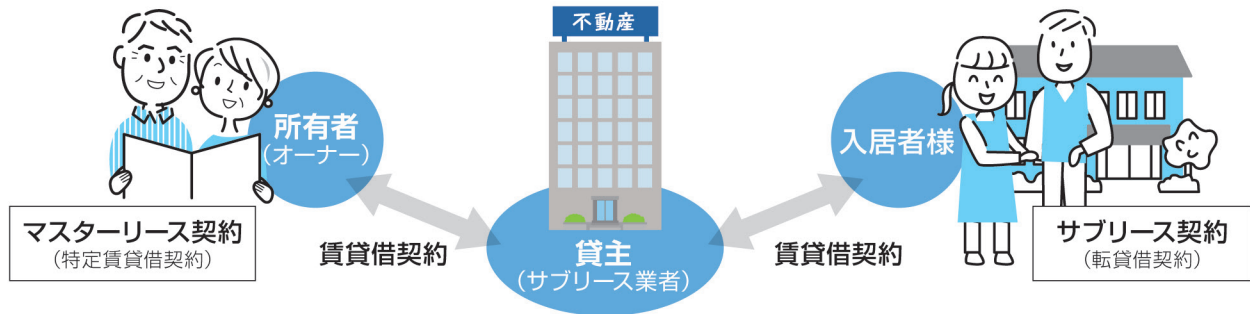 不動産
所有者
(オーナー)
入居者様
マスターリース契約
(特定賃貸借契約)
賃貸借契約
貸主
(サブリース業者)
賃貸借契約
サブリース契約
(転貸借契約)